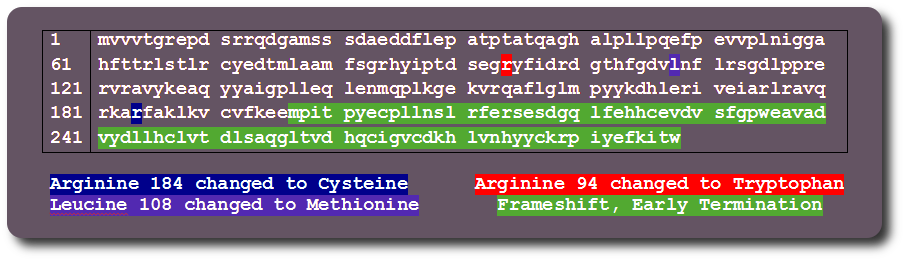 1 mvvvtgrepd srrqdgamss sdaeddflep atptatqagh alpllpqefp evvplnigga
61 hfttrlstlr cyedtmlaam fsgrhyiptd segryfidrd gthfgdvlnf lrsgdlppre
121 rvravykeaq yyaigplleq lenmqplkge kvrqaflglm pyykdhleri veiarlravq
181 rkarfaklkv cvfkeempit pyecpllnsl rfersesdgq lfehhcevdv sfgpweavad
241 vydllhclvt dlsaqgltvd hqcigvcdkh lvnhyyckrp iyefkitw
Arginine 184 changed to Cysteine Arginine 94 changed to Tryptophan
Leucine 108 changed to Methionine Frameshift, Early Termination